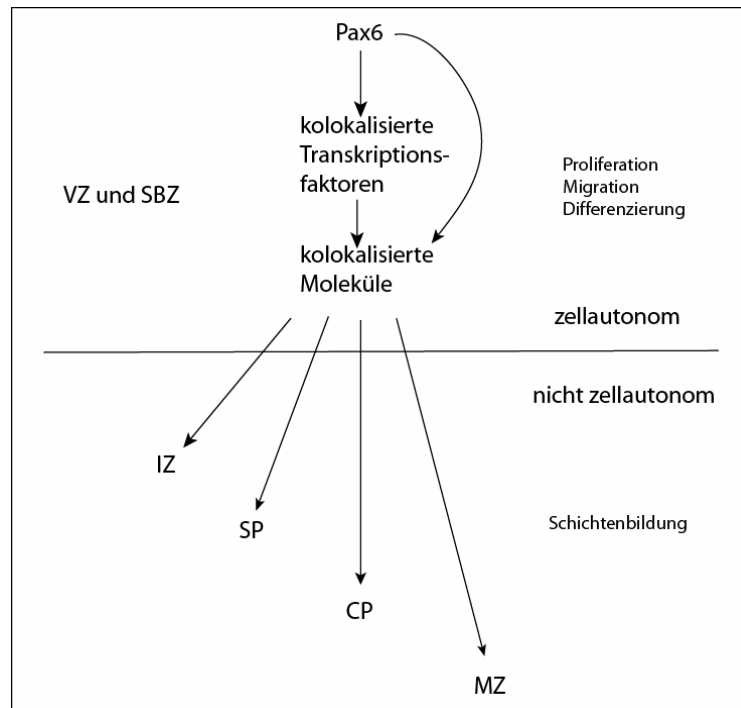 Pax6
kolokalisierte
Transkriptions-
faktoren
VZ und SBZ
Proliferation
Migration
Differenzierung
kolokalisierte
Moleküle
zellautonom
nicht zellautonom
IZ
SP
Schichtenbildung
CP
MZ